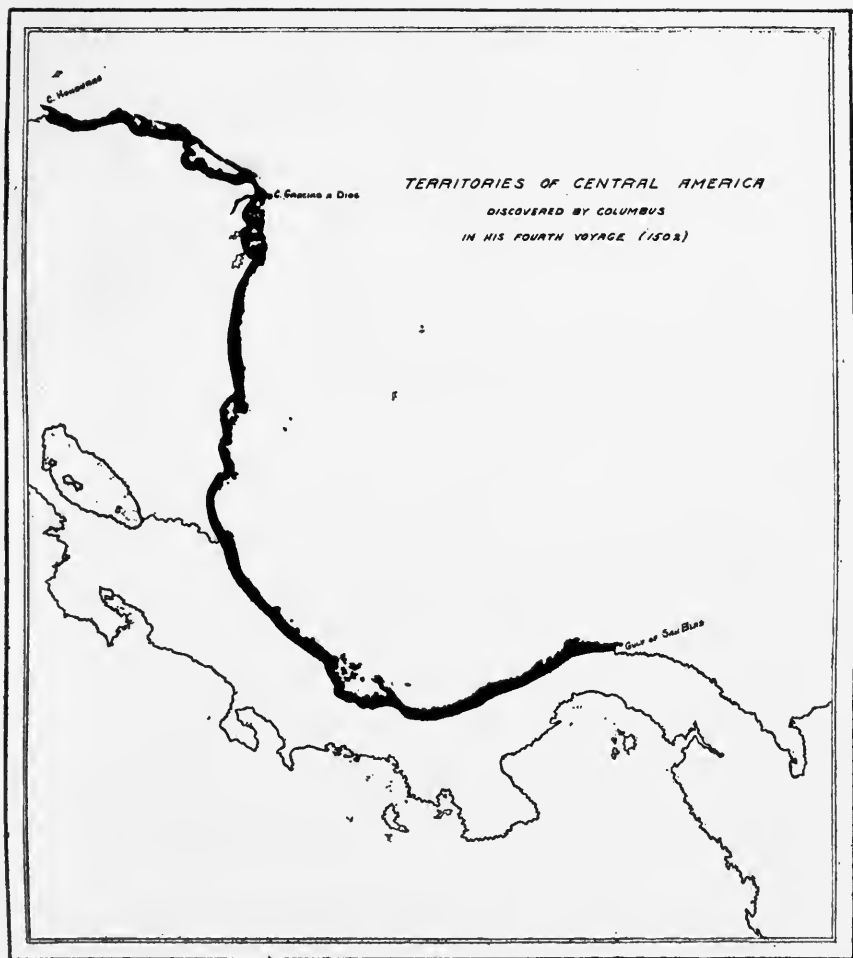 C. HONDURAS
C. GRACIAS A DIOS
TERRITORIES OF CENTRAL AMERICA
DISCOVERED BY COLUMBUS
IN HIS FOURTH VOYAGE (1502)
GULF OF SAN BLAS